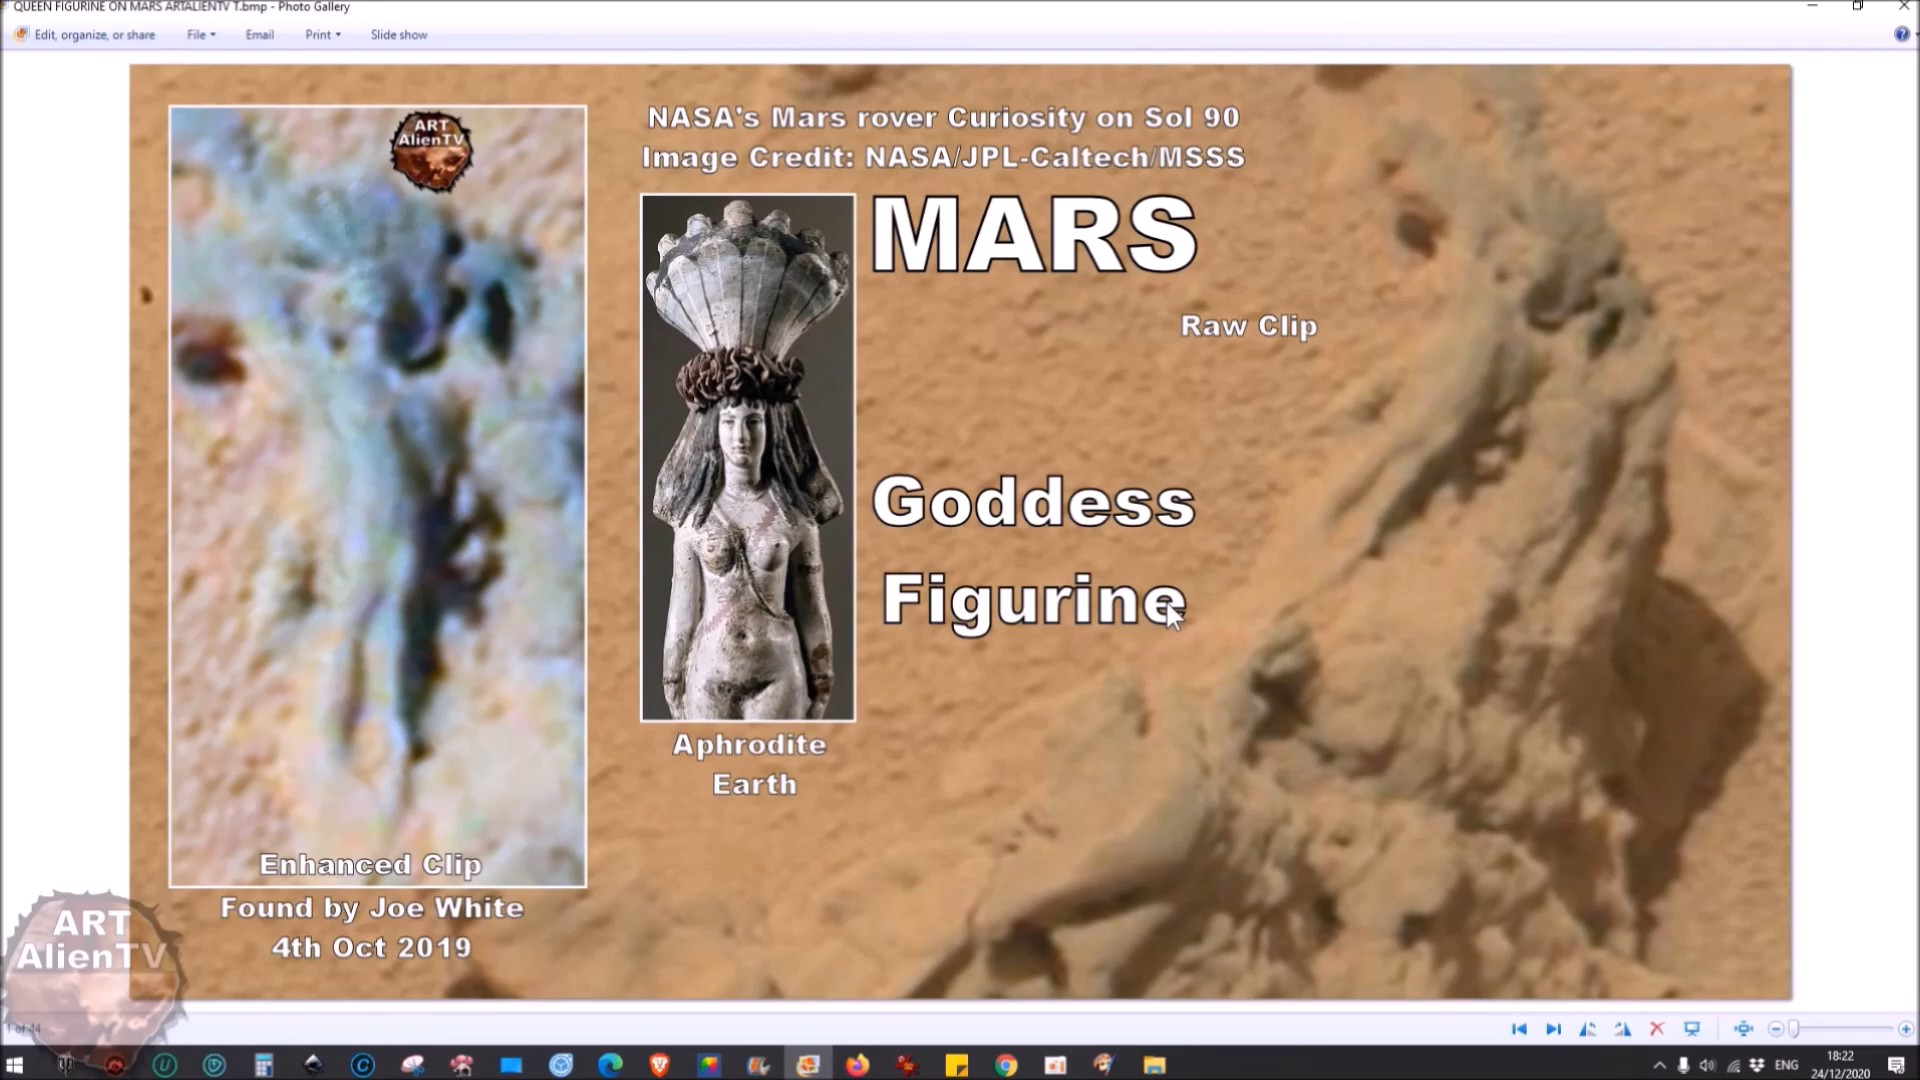 QUEEN FIGURINE ON MARS ARTALIENTV T.bmp - Photo Gallery
Edit, organize, or share File Email Print Slide show
ART
AlienTV
NASA's Mars rover Curiosity on Sol 90
Image Credit: NASA/JPL-Caltech/MSSS
MARS
Raw Clip
Goddess
Figurine
Aphrodite
Earth
Enhanced Clip
Found by Joe White
4th Oct 2019
ART
AlienTV
1 of 44
ENG
18:22
24/12/2020